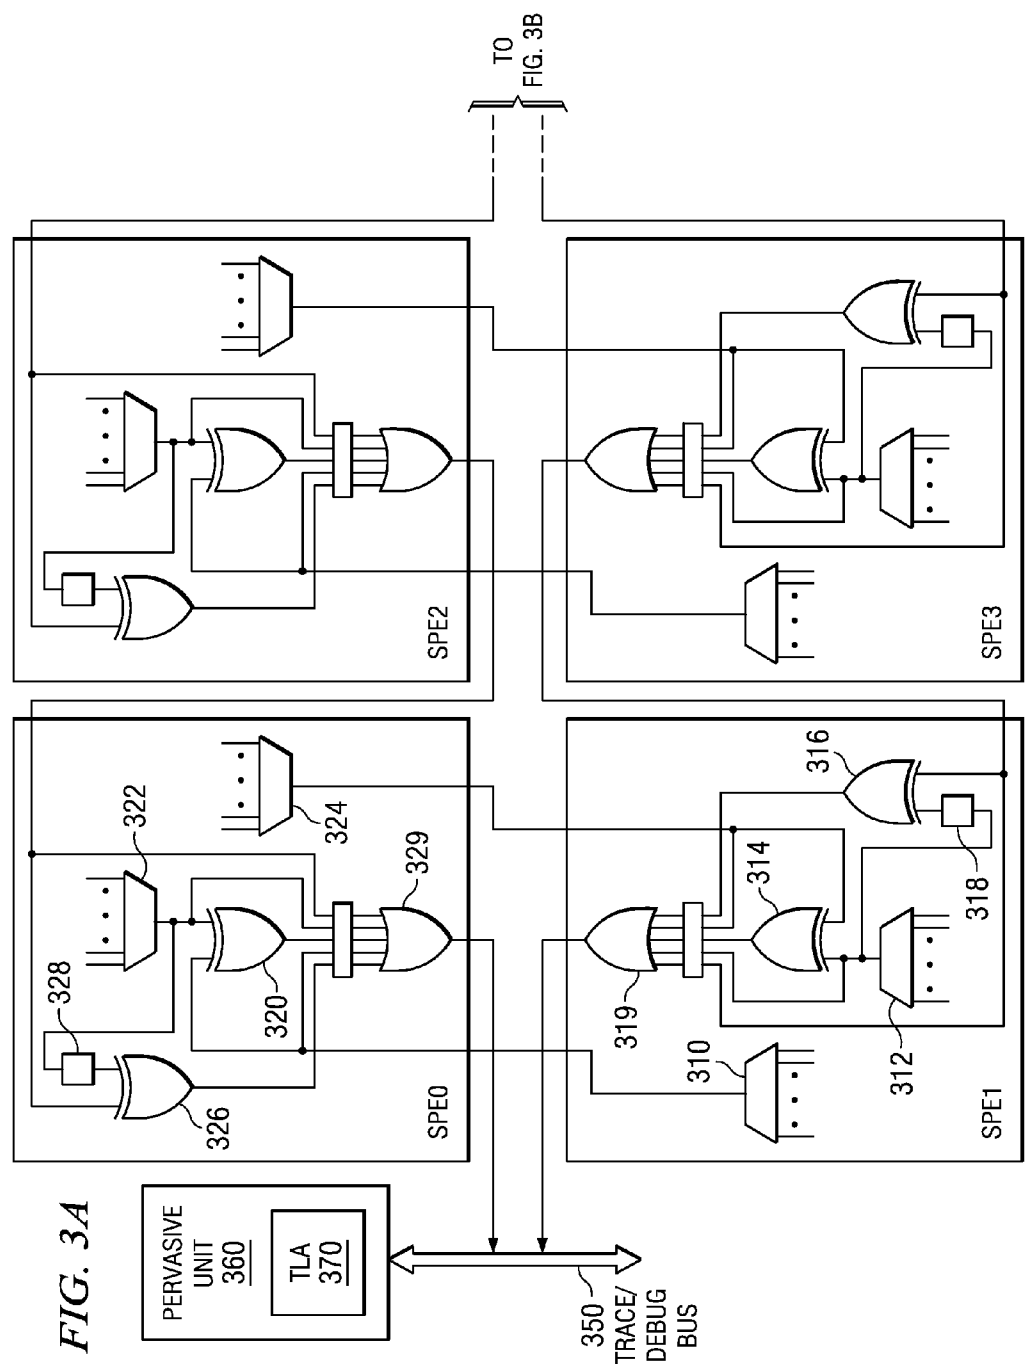 FIG. 3A
PERVASIVE
UNIT
360
TLA
370
350
TRACE/
DEBUG
BUS
SPE0
326
328
320
322
324
329
SPE1
310
312
319
314
316
318
SPE2
SPE3
TO
FIG. 3B